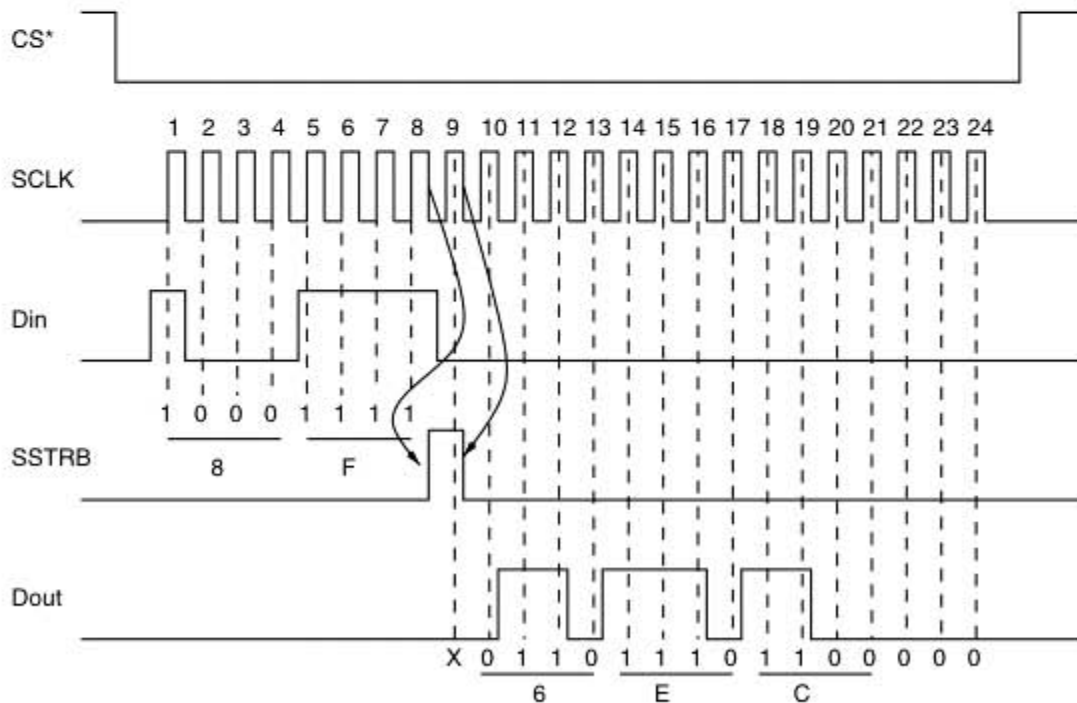 CS*
1 2 3 4 5 6 7 8 9 10 11 12 13 14 15 16 17 18 19 20 21 22 23 24
SCLK
Din
1 0 0 0 1 1 1 1
SSTRB
8 F
Dout
X 0 1 1 0 1 1 1 0 1 1 0 0 0 0 0
6 E C